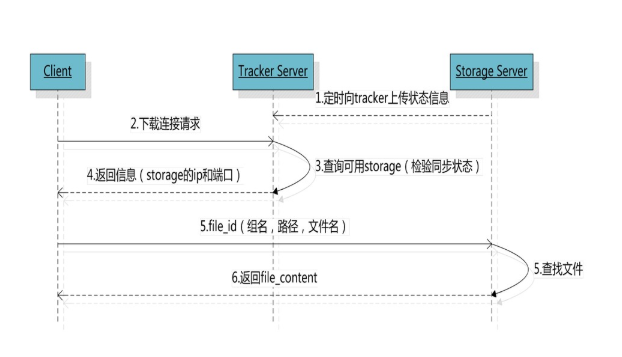 Client
Tracker Server
Storage Server
1.定时向tracker上传状态信息
2.下载连接请求
3.查询可用storage（检验同步状态）
4.返回信息（storage的ip和端口）
5.file_id（组名，路径，文件名）
5.查找文件
6.返回file_content